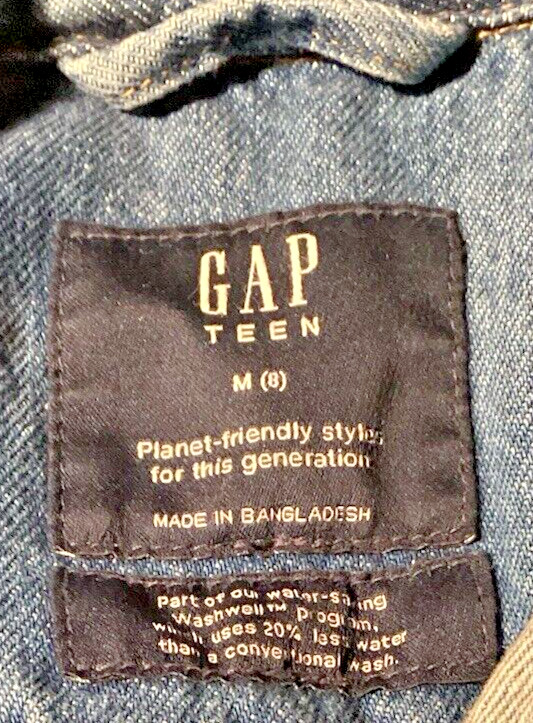 GAP
TEEN
M (8)
Planet-friendly styles
for this generation
MADE IN BANGLADESH
Part of our water-saving
Washwell™ program,
which uses 20% less water
than a conventional wash.